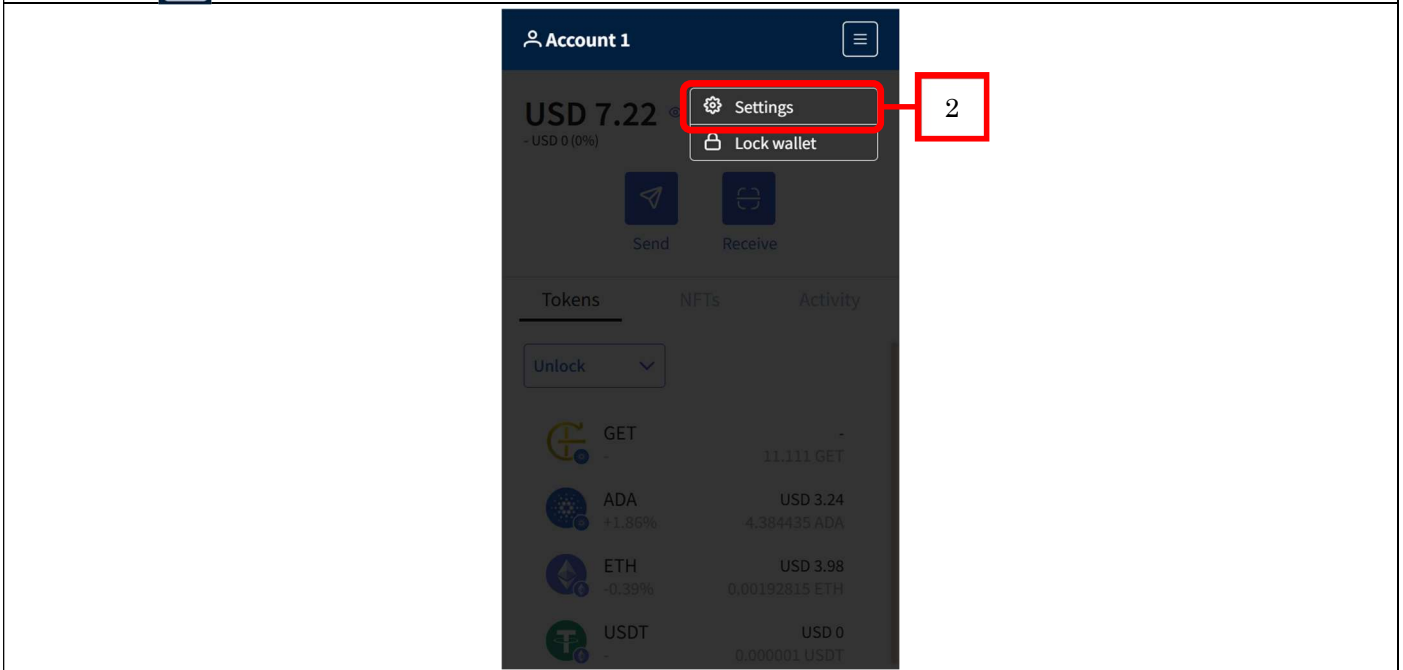 Account 1
USD 7.22
- USD 0 (0%)
Settings
2
Lock wallet
Send Receive
Tokens NFTs Activity
Unlock
GET -
- 11.111 GET
ADA USD 3.24
+1.86% 4.384435 ADA
ETH USD 3.98
-0.39% 0.00192815 ETH
USDT USD 0
- 0.000001 USDT